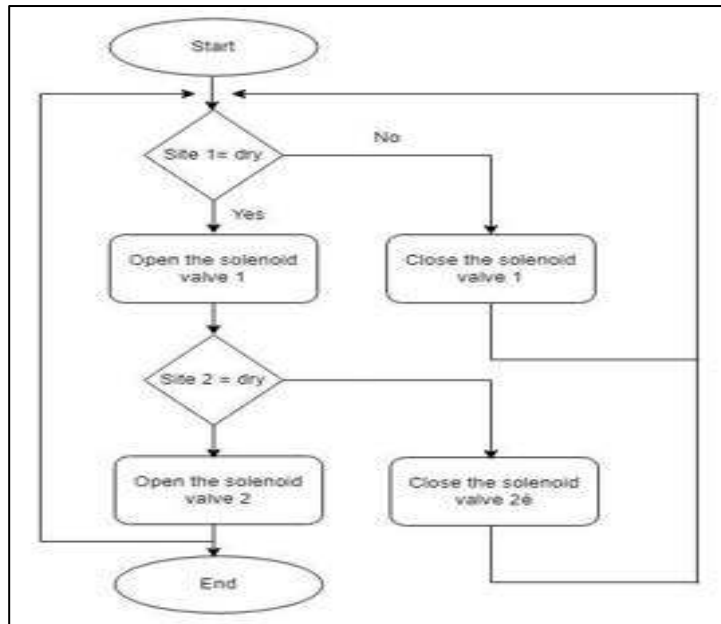 Start
Site 1= dry
No
Yes
Open the solenoid
valve 1
Close the solenoid
valve 1
Site 2 = dry
Open the solenoid
valve 2
Close the solenoid
valve 2è
End